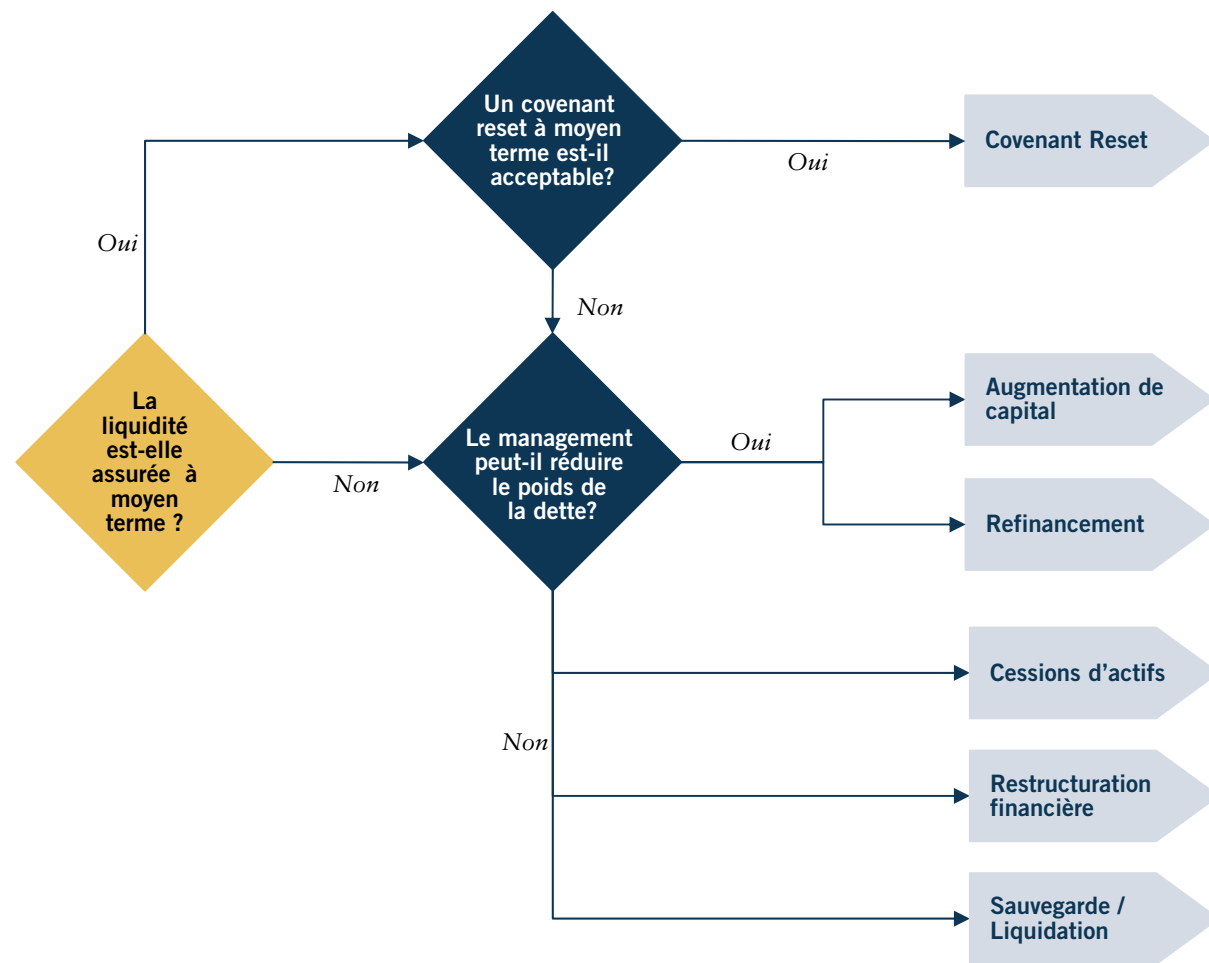 Un covenant
reset à moyen
terme est-il
acceptable?
Oui
Covenant Reset
Oui
Non
La
liquidité
est-elle
assurée à
moyen
terme ?
Non
Le management
peut-il réduire
le poids de
la dette?
Oui
Augmentation de
capital
Refinancement
Non
Cessions d'actifs
Restructuration
financière
Sauvegarde /
Liquidation